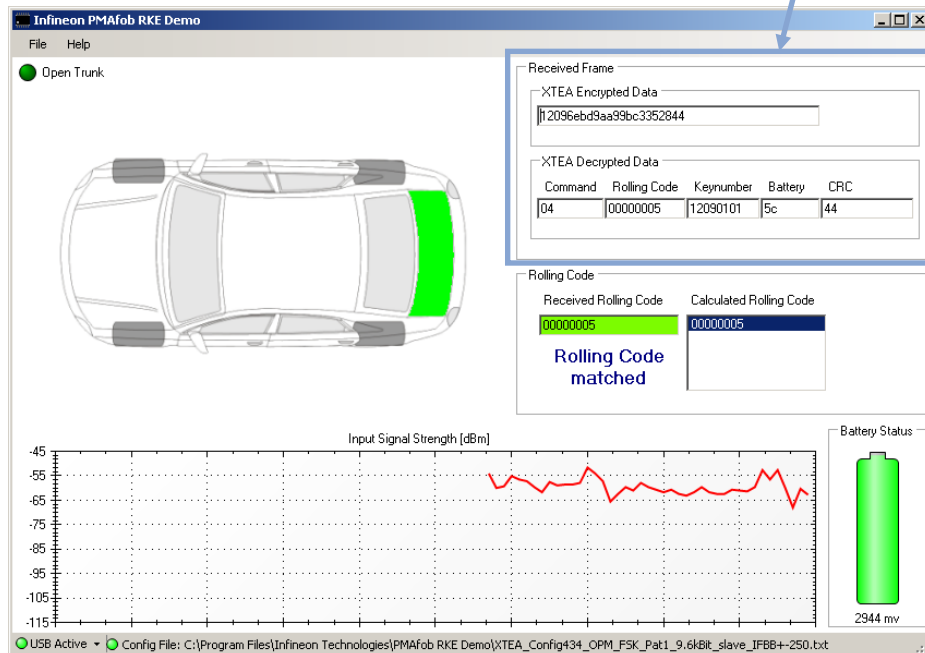 Infineon PMAfob RKE Demo
File Help
Open Trunk
Received Frame
XTEA Encrypted Data
12096ebd9aa99bc3352844
XTEA Decrypted Data
Command Rolling Code Keynumber Battery CRC
04 00000005 12090101 5c 44
Rolling Code
Received Rolling Code Calculated Rolling Code
00000005 00000005
Rolling Code
matched
Input Signal Strength [dBm]
-45
-55
-65
-75
-85
-95
-105
-115
Battery Status
2944 mv
USB Active Config File: C:\Program Files\Infineon Technologies\PMAfob RKE Demo\XTEA_Config434_OPM_FSK_Pat1_9.6kBit_slave_IFBB+-250.txt